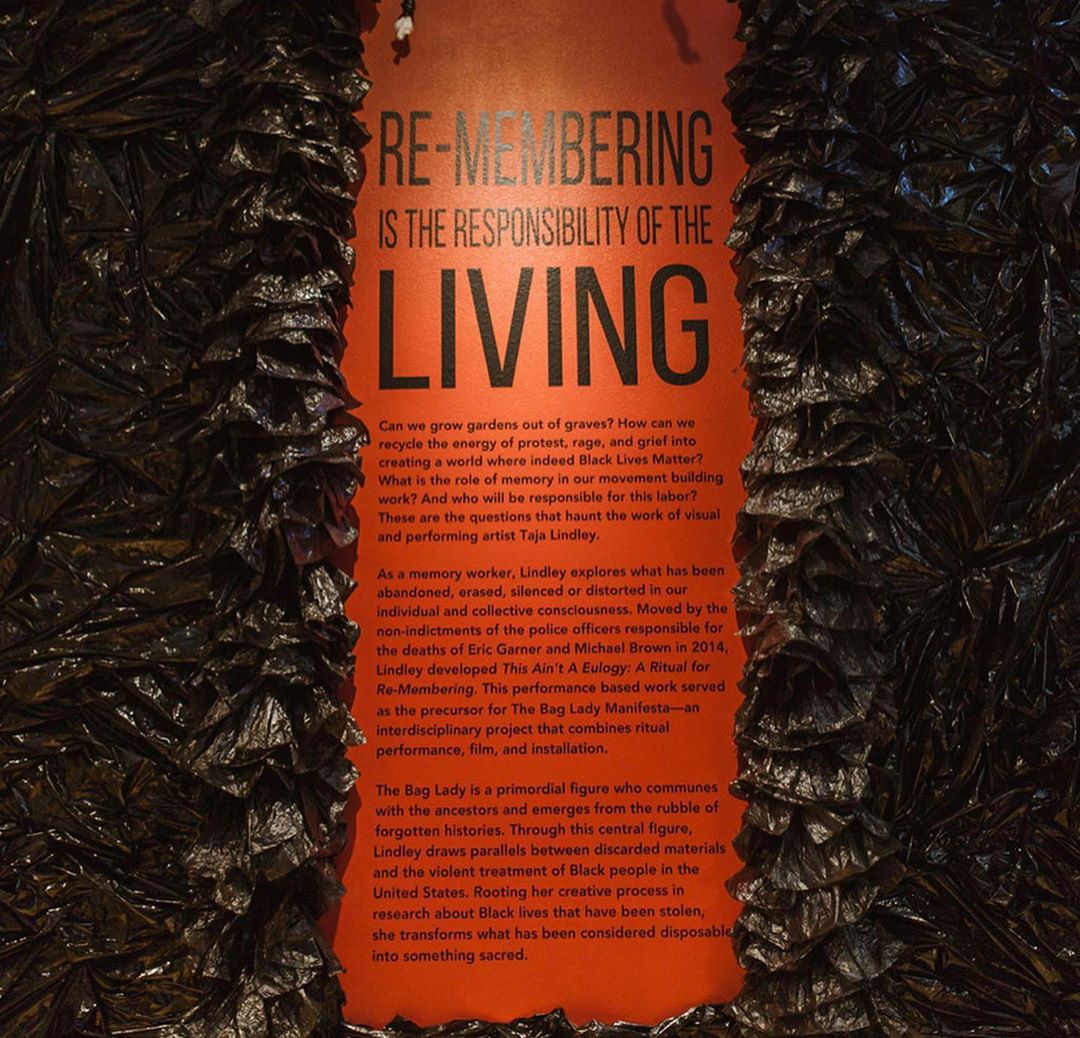 RE-MEMBERING
IS THE RESPONSIBILITY OF THE
LIVING
Can we grow gardens out of graves? How can we
recycle the energy of protest, rage, and grief into
creating a world where indeed Black Lives Matter?
What is the role of memory in our movement building
work? And who will be responsible for this labor?
These are the questions that haunt the work of visual
and performing artist Taja Lindley.
As a memory worker, Lindley explores what has been
abandoned, erased, silenced or distorted in our
individual and collective consciousness. Moved by the
non-indictments of the police officers responsible for
the deaths of Eric Garner and Michael Brown in 2014,
Lindley developed This Ain't A Eulogy: A Ritual for
Re-Membering. This performance based work served
as the precursor for The Bag Lady Manifesta—an
interdisciplinary project that combines ritual
performance, film, and installation.
The Bag Lady is a primordial figure who communes
with the ancestors and emerges from the rubble of
forgotten histories. Through this central figure,
Lindley draws parallels between discarded materials
and the violent treatment of Black people in the
United States. Rooting her creative process in
research about Black lives that have been stolen,
she transforms what has been considered disposable
into something sacred.